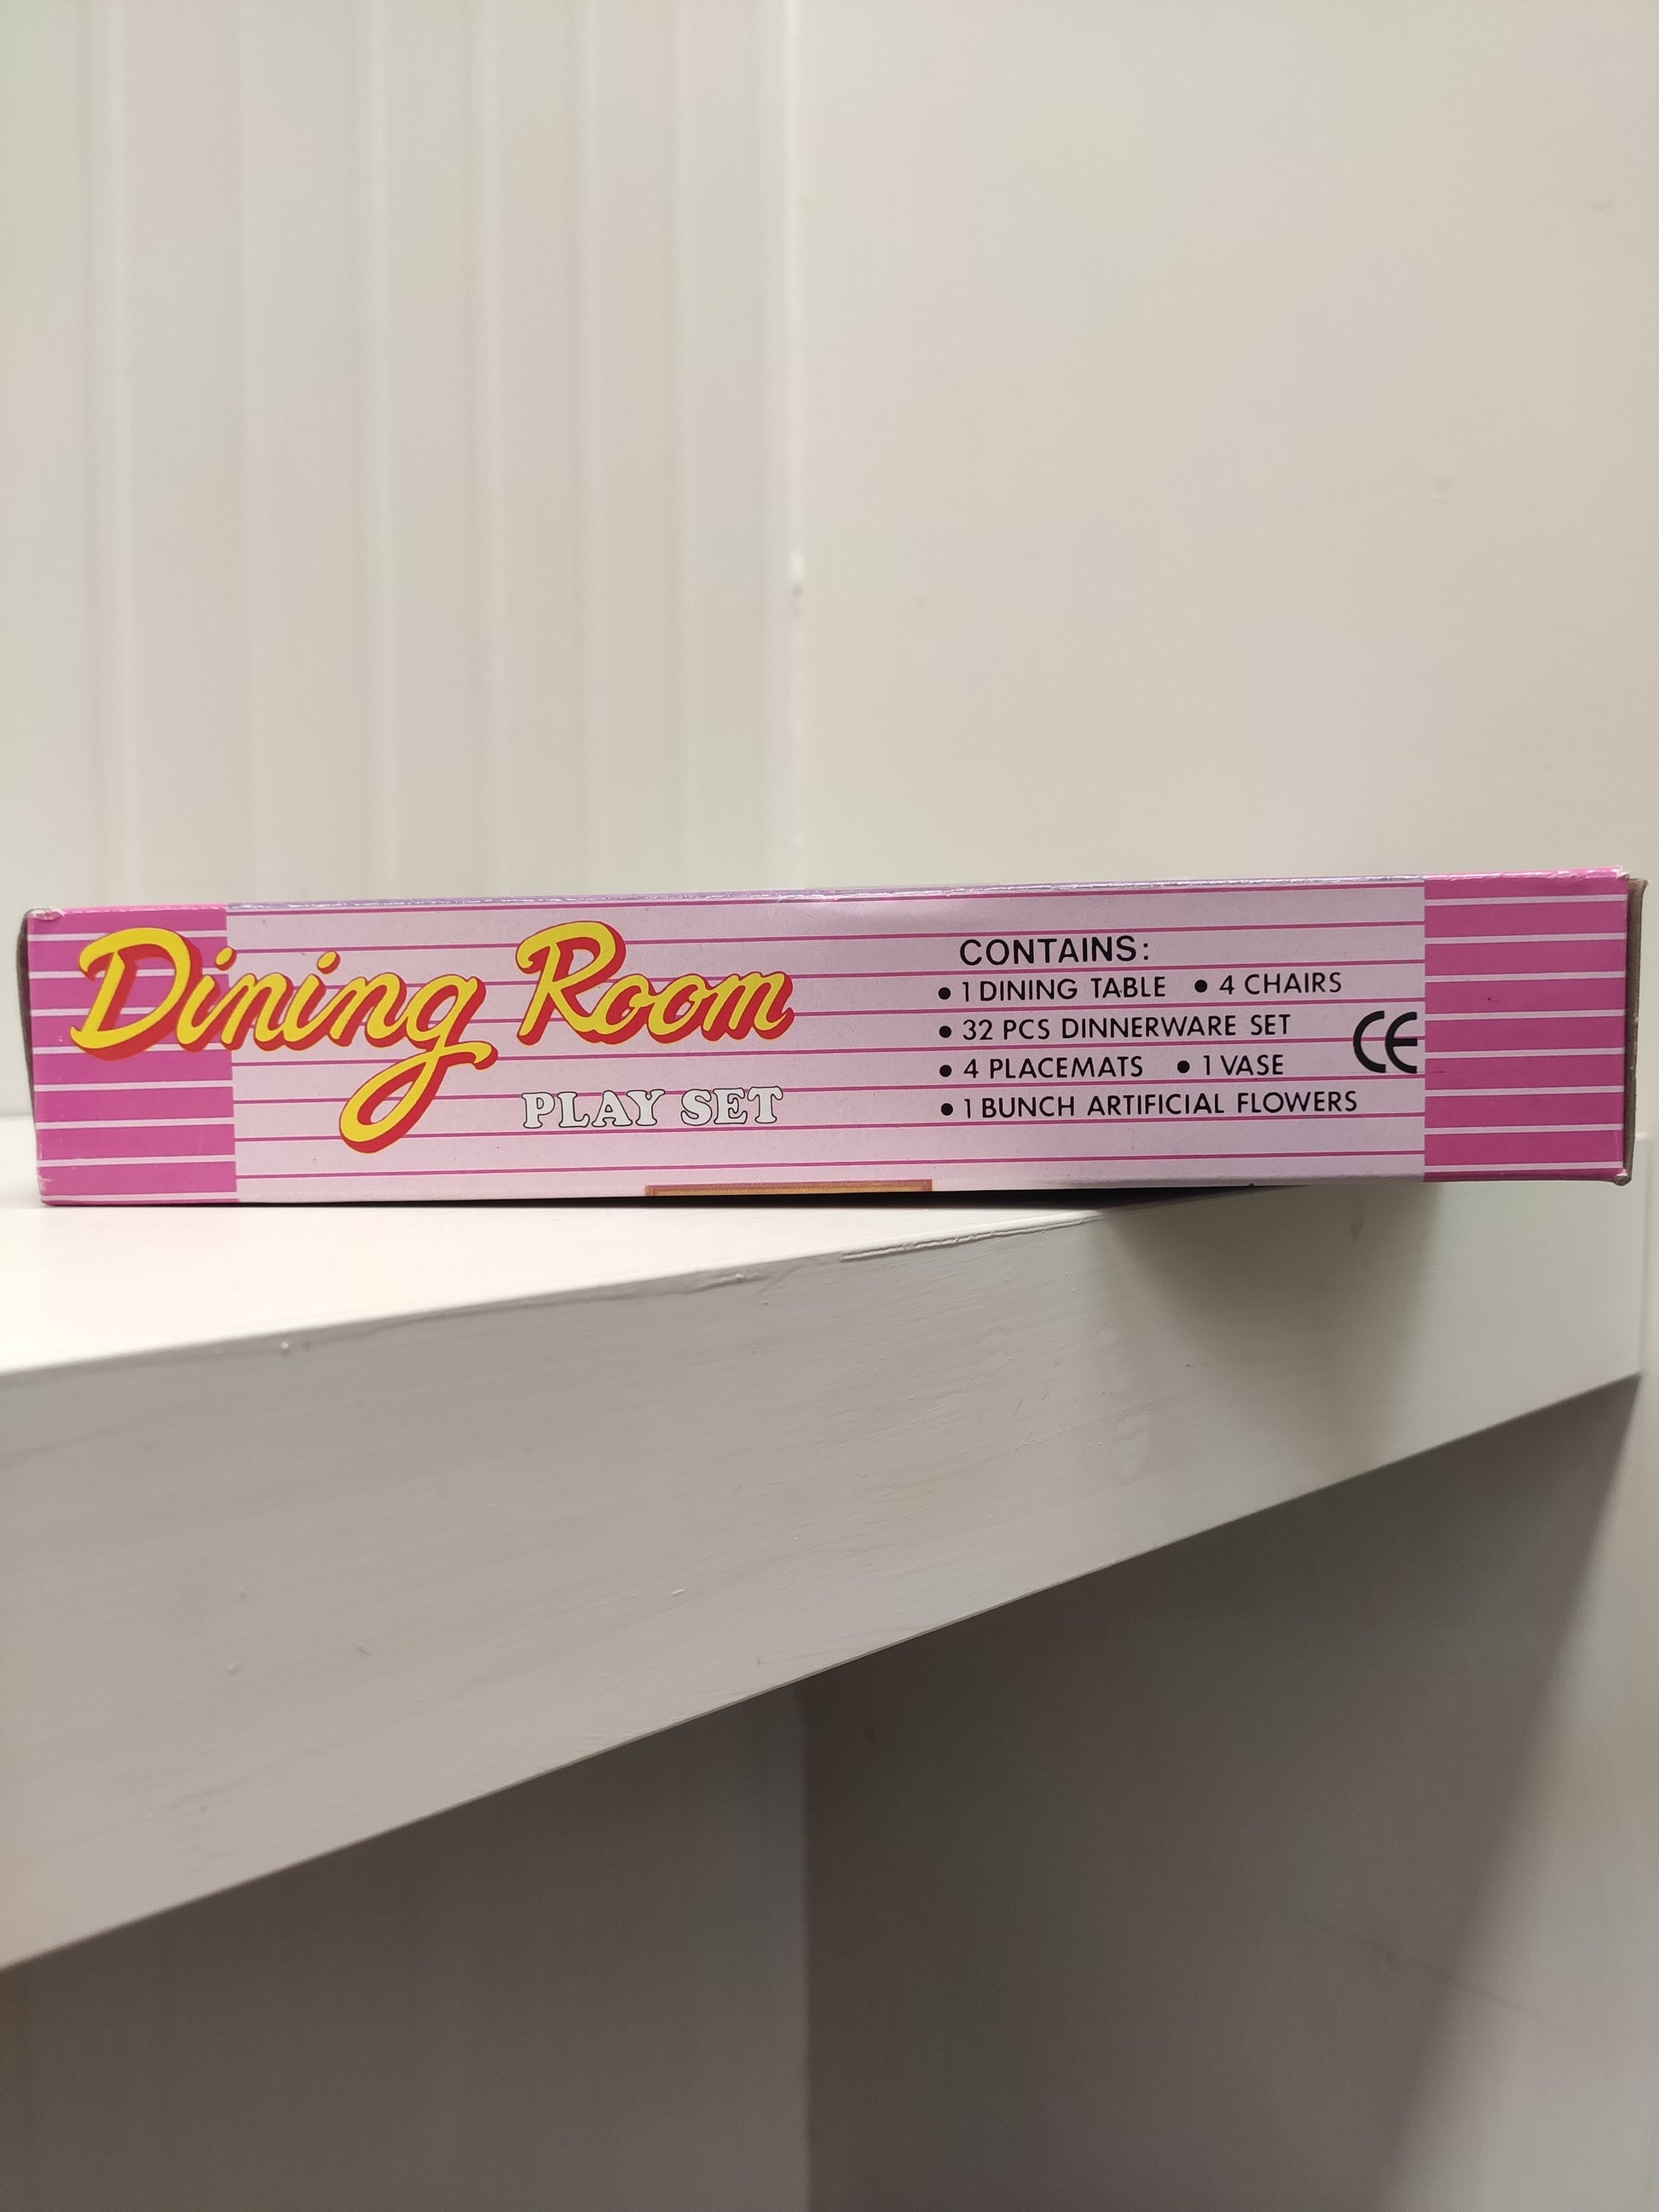 Dining Room
PLAY SET
CONTAINS:
• 1 DINING TABLE • 4 CHAIRS
• 32 PCS DINNERWARE SET
• 4 PLACEMATS • 1 VASE
• 1 BUNCH ARTIFICIAL FLOWERS
CE